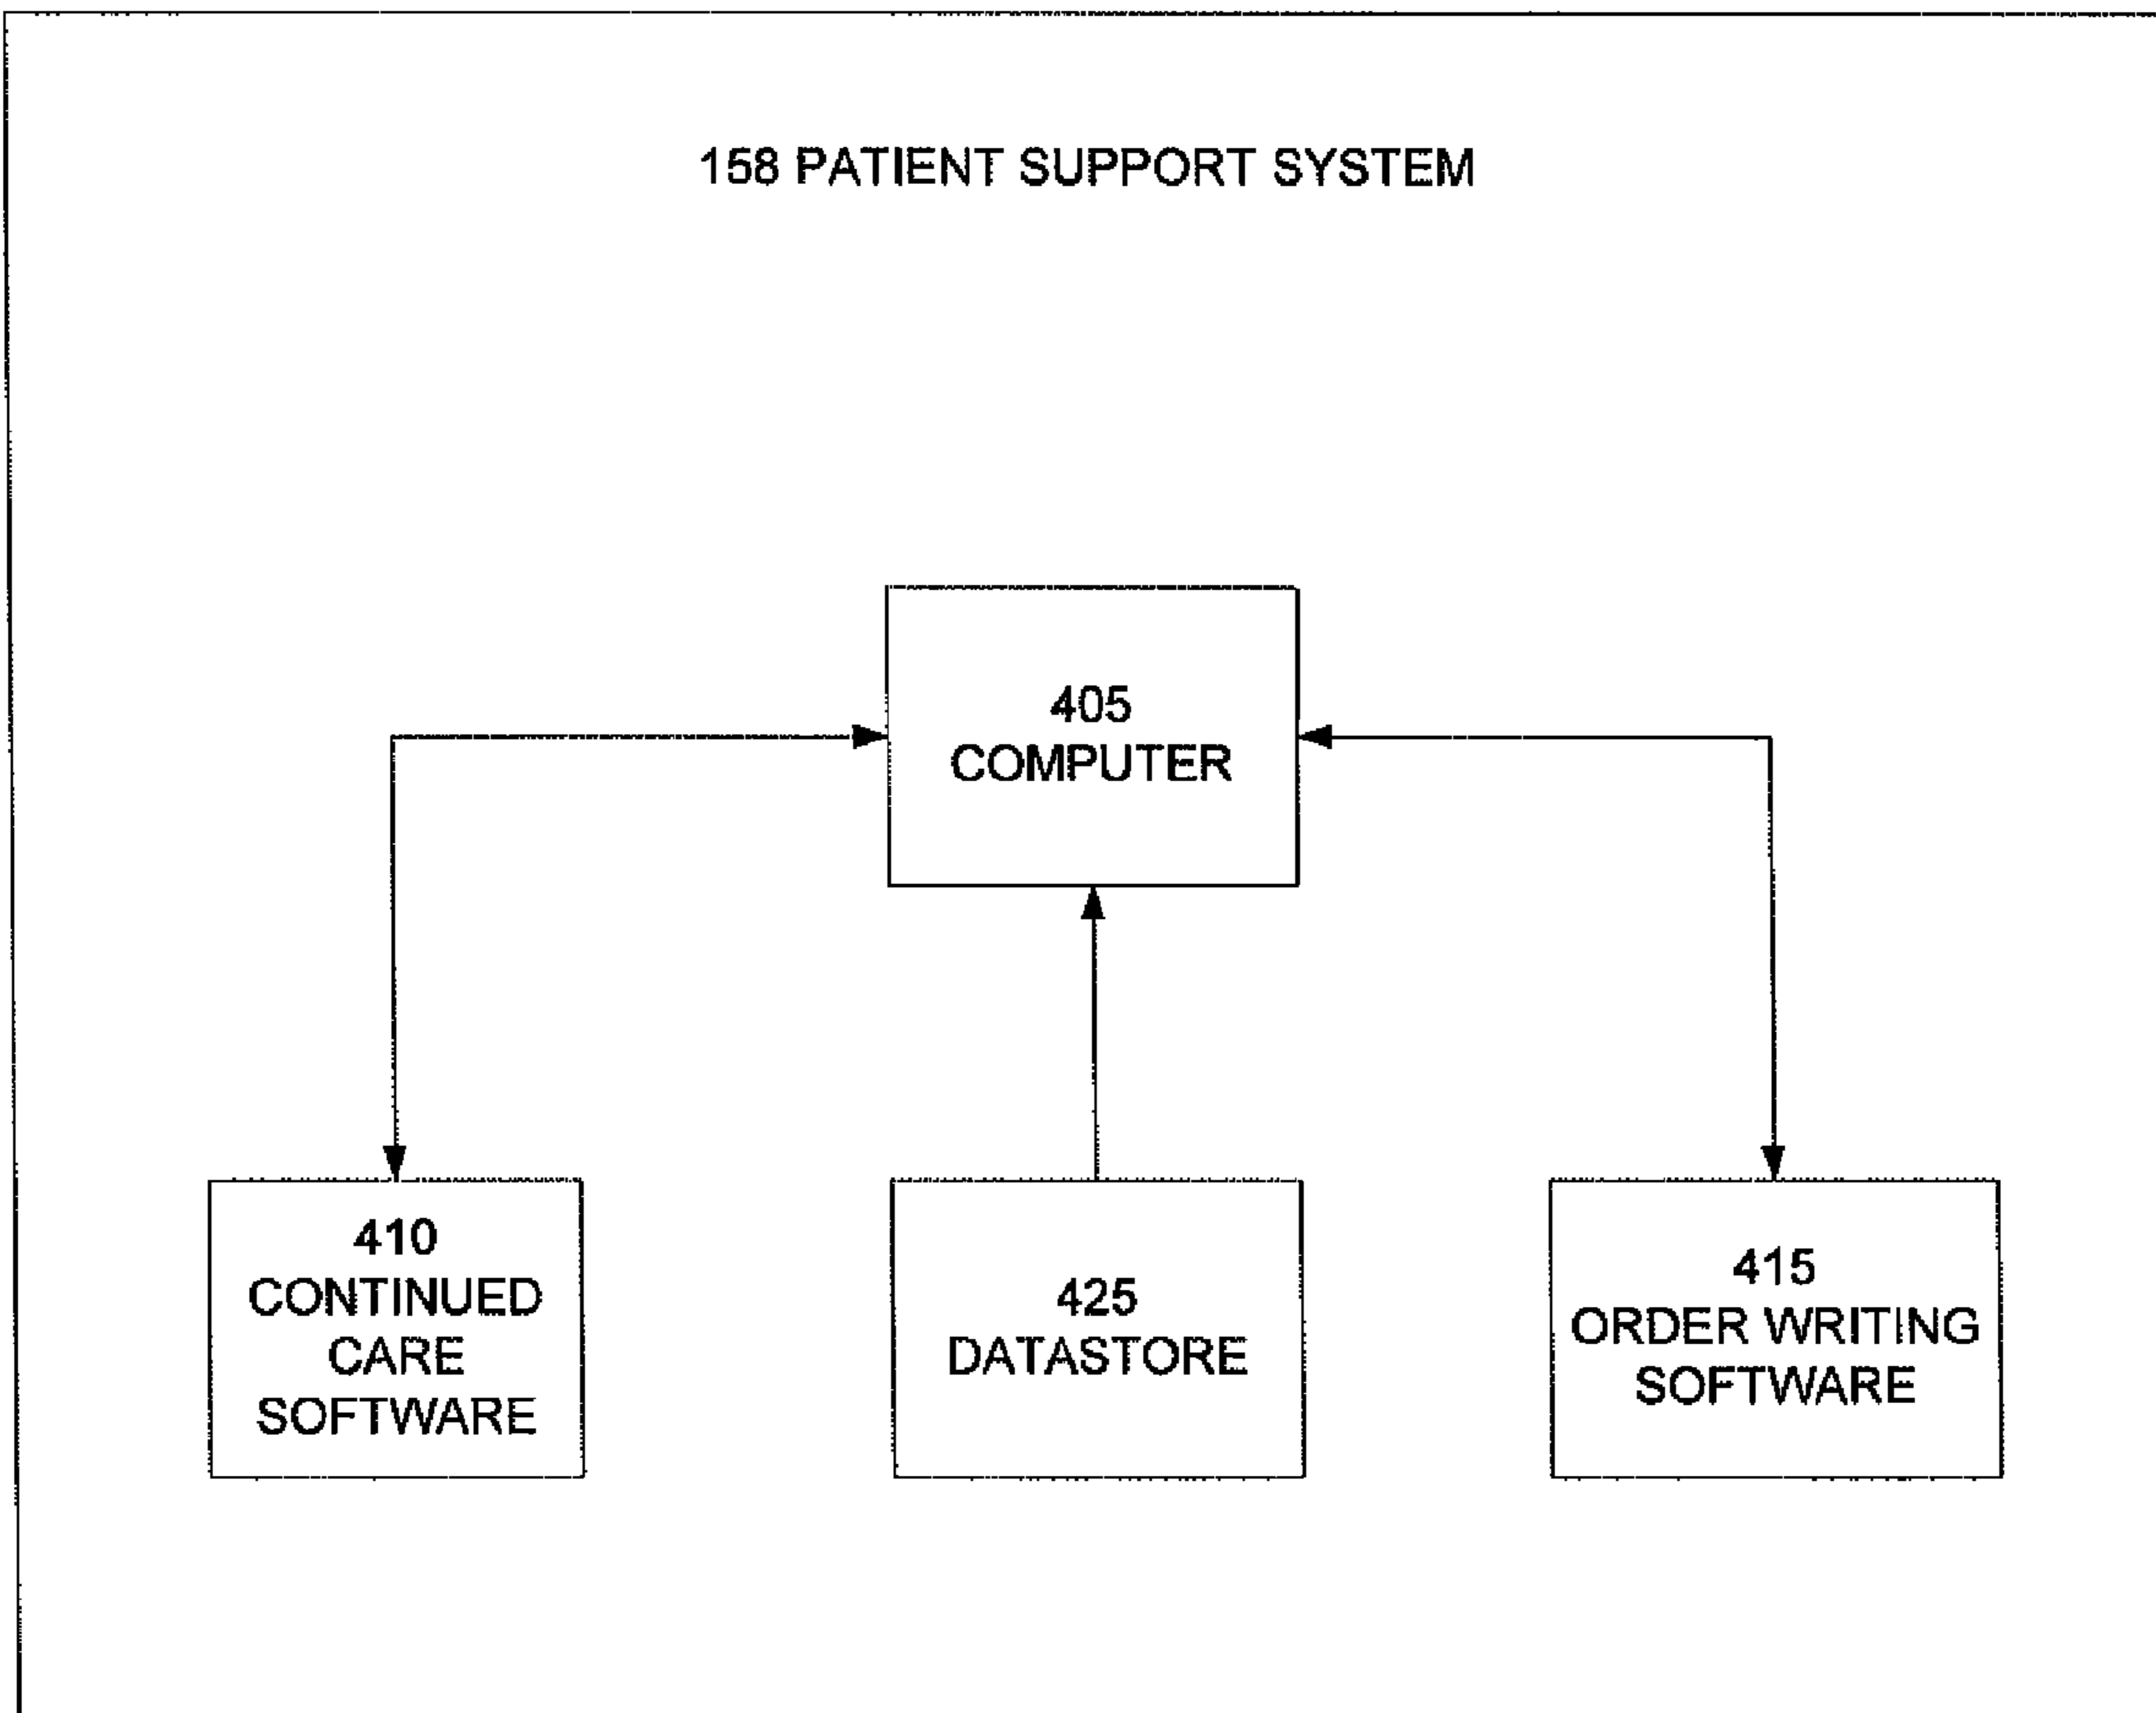 158 PATIENT SUPPORT SYSTEM
405
COMPUTER
410
CONTINUED
CARE
SOFTWARE
425
DATASTORE
415
ORDER WRITING
SOFTWARE